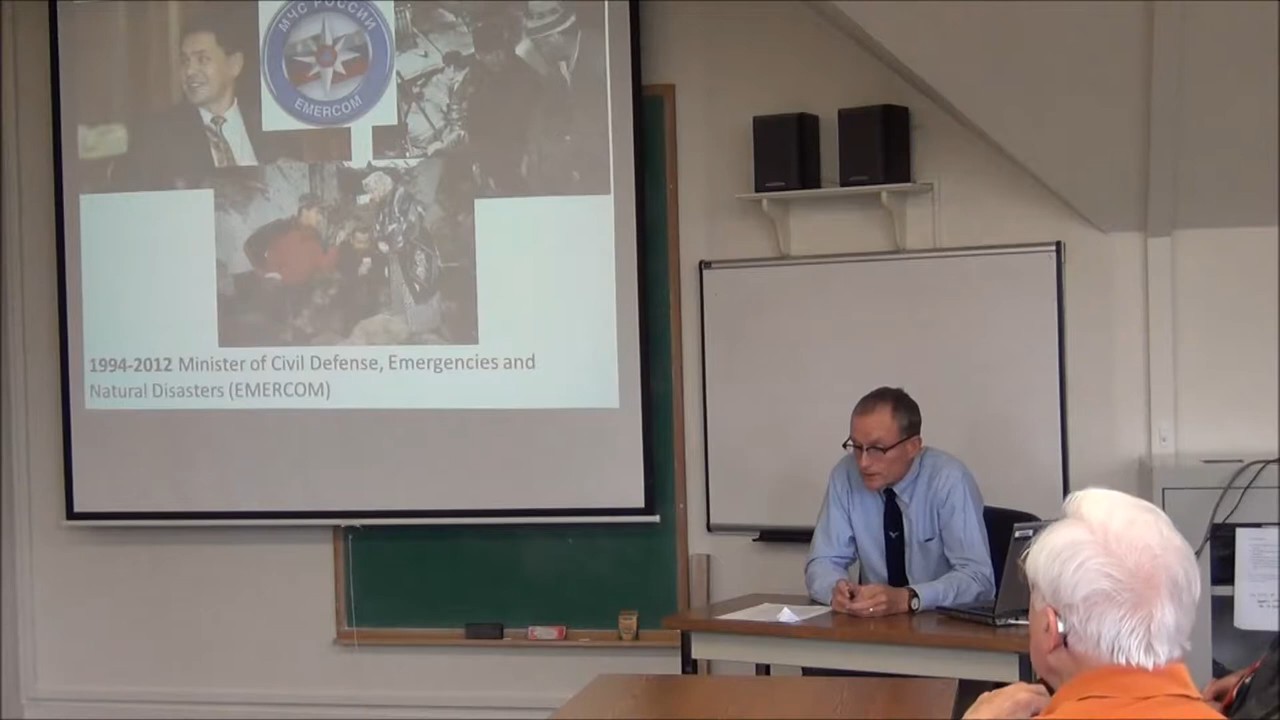 МЧС РОССИИ
EMERCOM
1994-2012 Minister of Civil Defense, Emergencies and
Natural Disasters (EMERCOM)